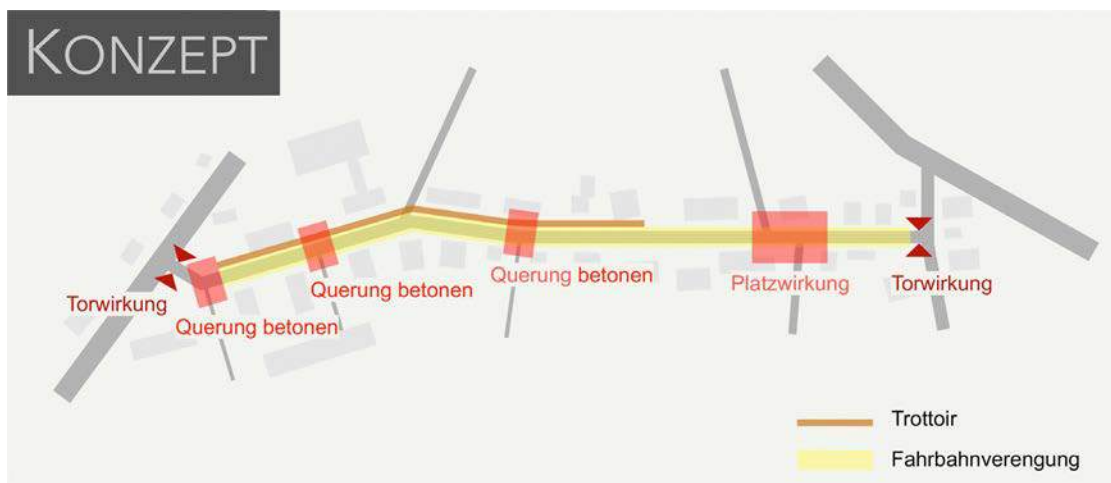 KONZEPT
Torwirkung
Querung betonen
Querung betonen
Querung betonen
Platzwirkung
Torwirkung
Trottoir
Fahrbahnverengung